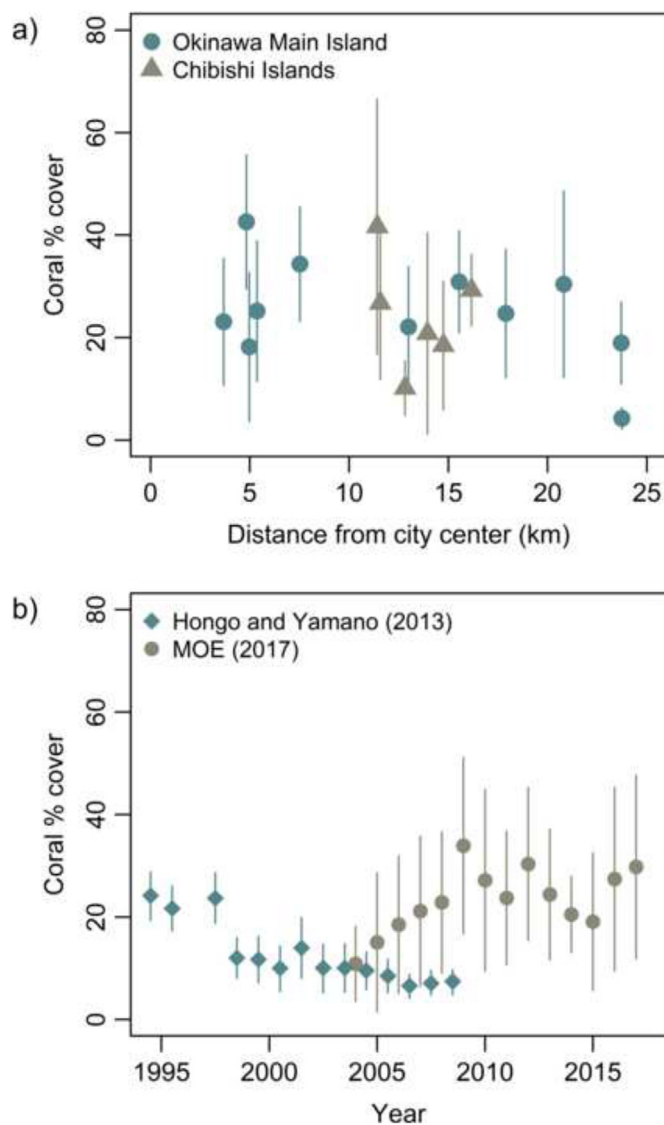 a)
80
60
40
20
0
Coral % cover
Okinawa Main Island
Chibishi Islands
0 5 10 15 20 25
Distance from city center (km)
b)
80
60
40
20
0
Coral % cover
Hongo and Yamano (2013)
MOE (2017)
1995 2000 2005 2010 2015
Year